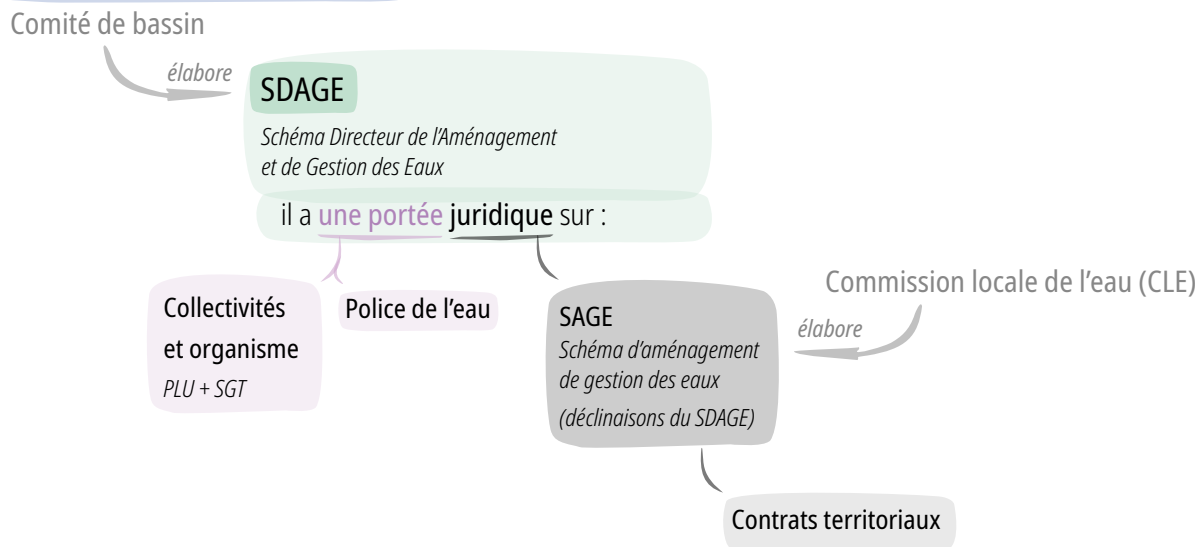 Comité de bassin
élabore
SDAGE
Schéma Directeur de l'Aménagement
et de Gestion des Eaux
il a une portée juridique sur :
Collectivités
et organisme
PLU + SGT
Police de l'eau
SAGE
Schéma d'aménagement
de gestion des eaux
(déclinaisons du SDAGE)
Commission locale de l'eau (CLE)
élabore
Contrats territoriaux